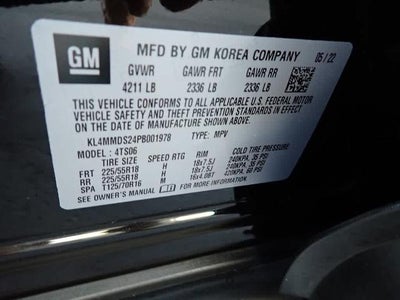 GM
MFD BY GM KOREA COMPANY 05/22
GVWR GAWR FRT GAWR RR
4211 LB 2336 LB 2336 LB
THIS VEHICLE CONFORMS TO ALL APPLICABLE U.S. FEDERAL MOTOR
VEHICLE SAFETY AND THEFT PREVENTION STANDARDS IN EFFECT ON THE
DATE OF MANUFACTURE SHOWN ABOVE.
KL4MMDS24PB001978 TYPE: MPV
MODEL: 4TS06
TIRE SIZE SPEED RTG RIM COLD TIRE PRESSURE
FRT 225/55R18 H 18x7.5J 240KPA, 35 PSI
RR 225/55R18 H 18x7.5J 240KPA, 35 PSI
SPA T125/70R16 M 16x4.0BT 420KPA, 60 PSI
SEE OWNER'S MANUAL FOR ADDITIONAL INFORMATION